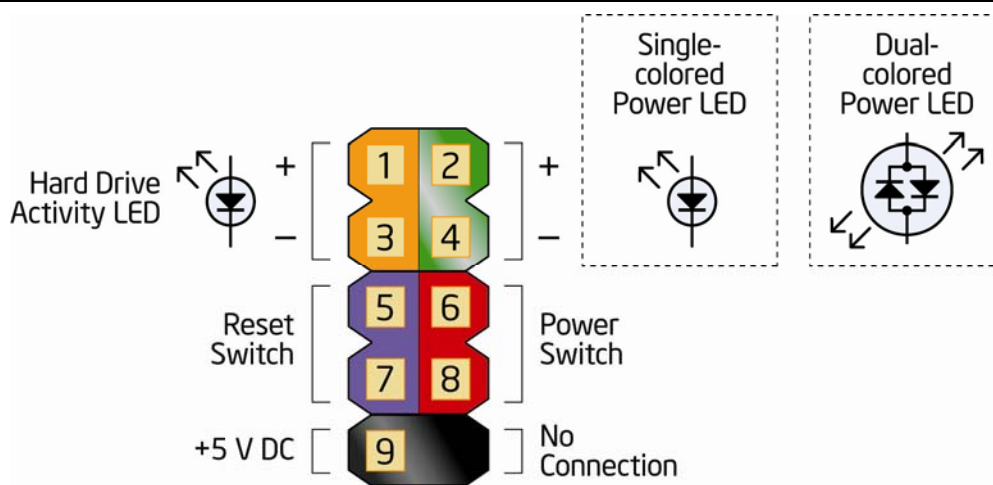 Single-
colored
Power LED
Dual-
colored
Power LED
Hard Drive
Activity LED
+
–
1
2
3
4
+
–
Reset
Switch
5
6
7
8
Power
Switch
+5 V DC
9
No
Connection